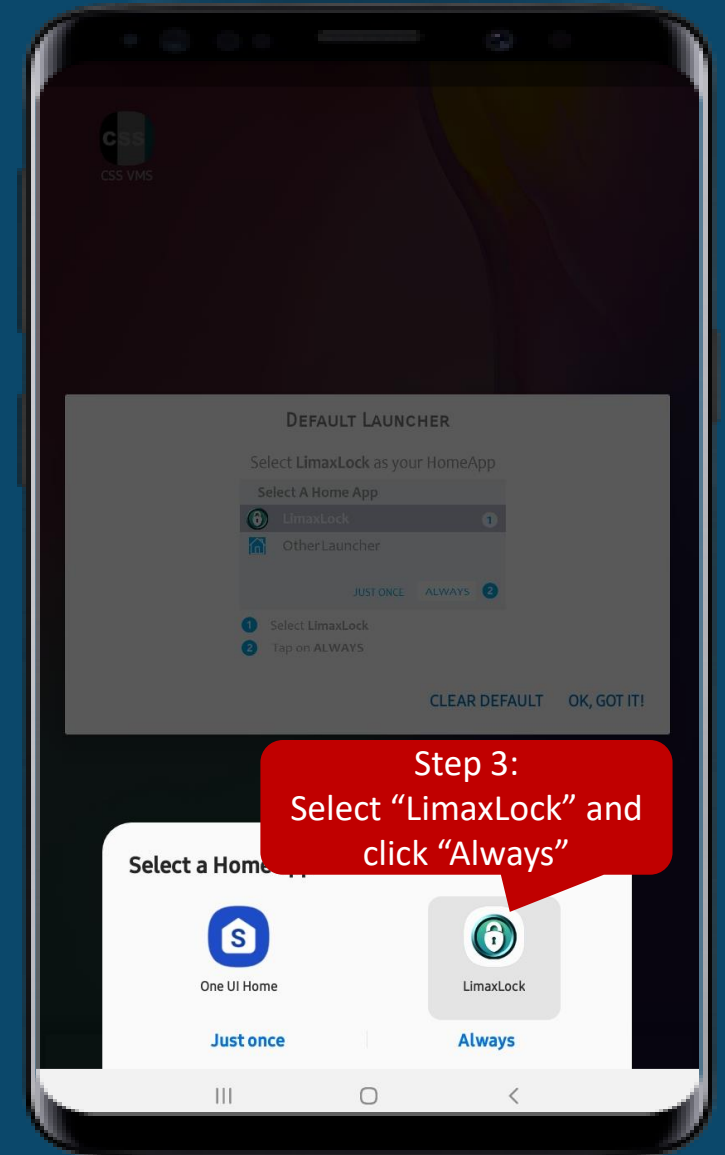 CSS
CSS VMS
DEFAULT LAUNCHER
Select LimaxLock as your HomeApp
Select A Home App
LimaxLock 1
Other Launcher
JUST ONCE ALWAYS 2
1 Select LimaxLock
2 Tap on ALWAYS
CLEAR DEFAULT OK, GOT IT!
Step 3:
Select “LimaxLock” and
click “Always”
Select a Home
S
One UI Home LimaxLock
Just once Always